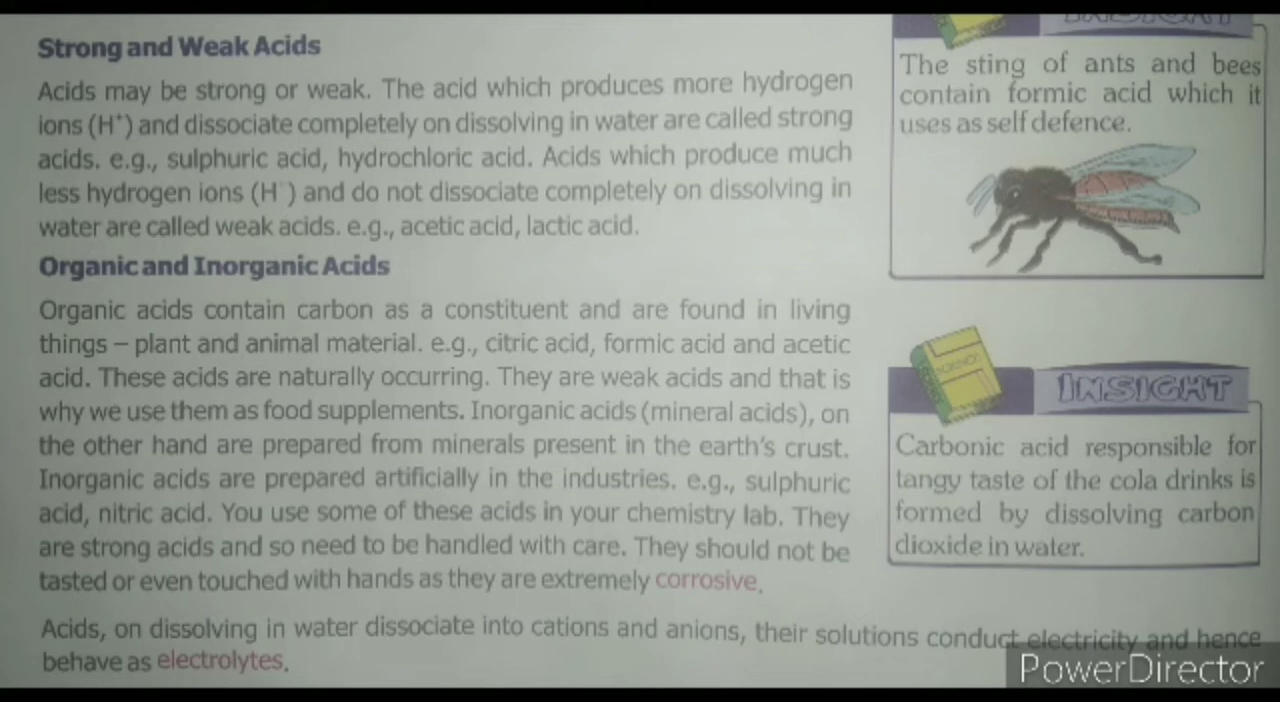 Strong and Weak Acids
Acids may be strong or weak. The acid which produces more hydrogen
ions (H⁺) and dissociate completely on dissolving in water are called strong
acids. e.g., sulphuric acid, hydrochloric acid. Acids which produce much
less hydrogen ions (H⁺) and do not dissociate completely on dissolving in
water are called weak acids. e.g., acetic acid, lactic acid.
Organic and Inorganic Acids
Organic acids contain carbon as a constituent and are found in living
things – plant and animal material. e.g., citric acid, formic acid and acetic
acid. These acids are naturally occurring. They are weak acids and that is
why we use them as food supplements. Inorganic acids (mineral acids), on
the other hand are prepared from minerals present in the earth's crust.
Inorganic acids are prepared artificially in the industries. e.g., sulphuric
acid, nitric acid. You use some of these acids in your chemistry lab. They
are strong acids and so need to be handled with care. They should not be
tasted or even touched with hands as they are extremely corrosive.
Acids, on dissolving in water dissociate into cations and anions, their solutions conduct electricity and hence
behave as electrolytes.
INSIGHT
The sting of ants and bees
contain formic acid which it
uses as self defence.
SCIENCE
INSIGHT
Carbonic acid responsible for
tangy taste of the cola drinks is
formed by dissolving carbon
dioxide in water.
PowerDirector